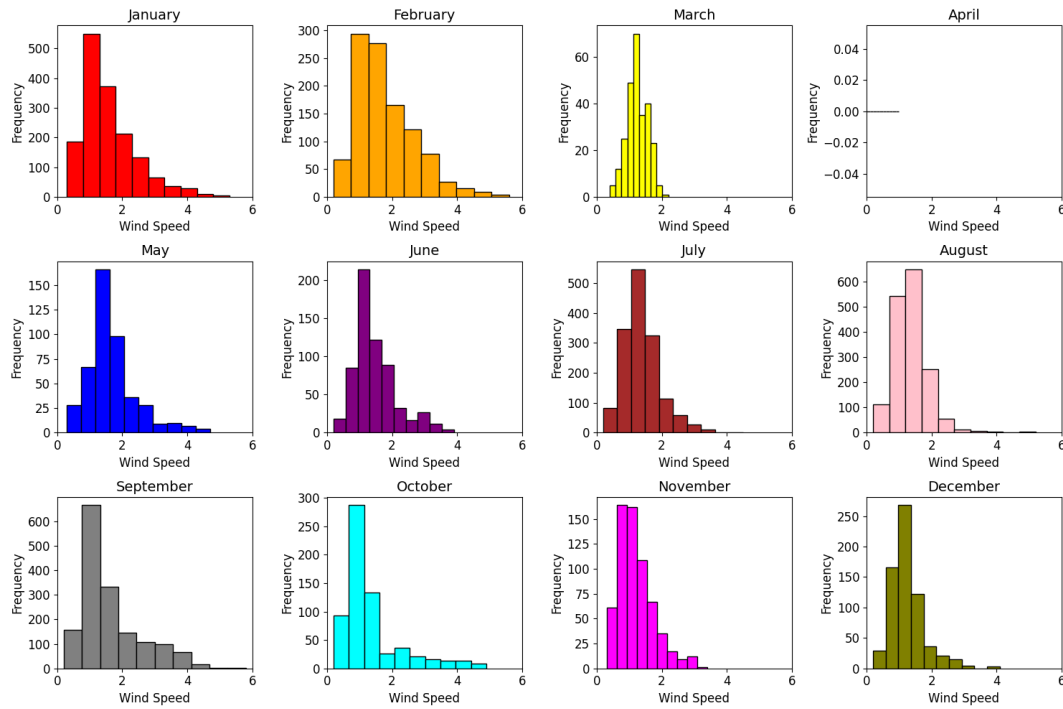 January
Frequency
500
400
300
200
100
0
0 2 4 6
Wind Speed
February
Frequency
300
250
200
150
100
50
0
0 2 4 6
Wind Speed
March
Frequency
60
40
20
0
0 2 4 6
Wind Speed
April
Frequency
0.04
0.02
0.00
−0.02
−0.04
0 2 4 6
Wind Speed
May
Frequency
150
125
100
75
50
25
0
0 2 4 6
Wind Speed
June
Frequency
200
150
100
50
0
0 2 4 6
Wind Speed
July
Frequency
500
400
300
200
100
0
0 2 4 6
Wind Speed
August
Frequency
600
500
400
300
200
100
0
0 2 4 6
Wind Speed
September
Frequency
600
500
400
300
200
100
0
0 2 4 6
Wind Speed
October
Frequency
300
250
200
150
100
50
0
0 2 4 6
Wind Speed
November
Frequency
150
125
100
75
50
25
0
0 2 4 6
Wind Speed
December
Frequency
250
200
150
100
50
0
0 2 4 6
Wind Speed